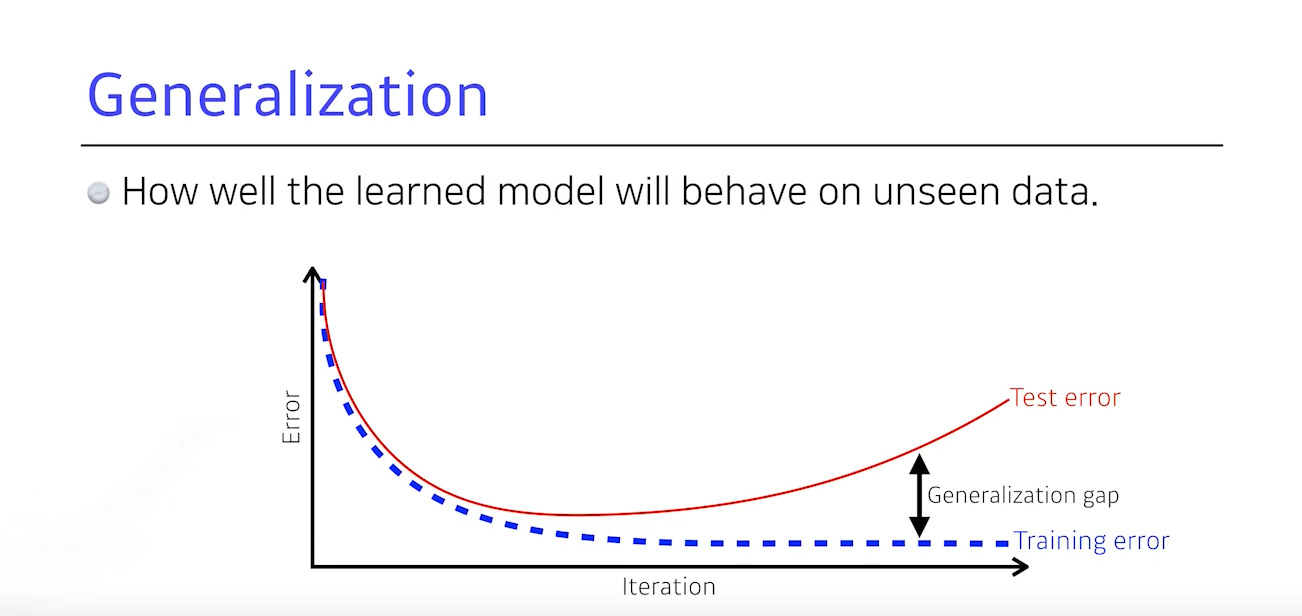 Generalization
How well the learned model will behave on unseen data.
Error
Test error
Generalization gap
Training error
Iteration